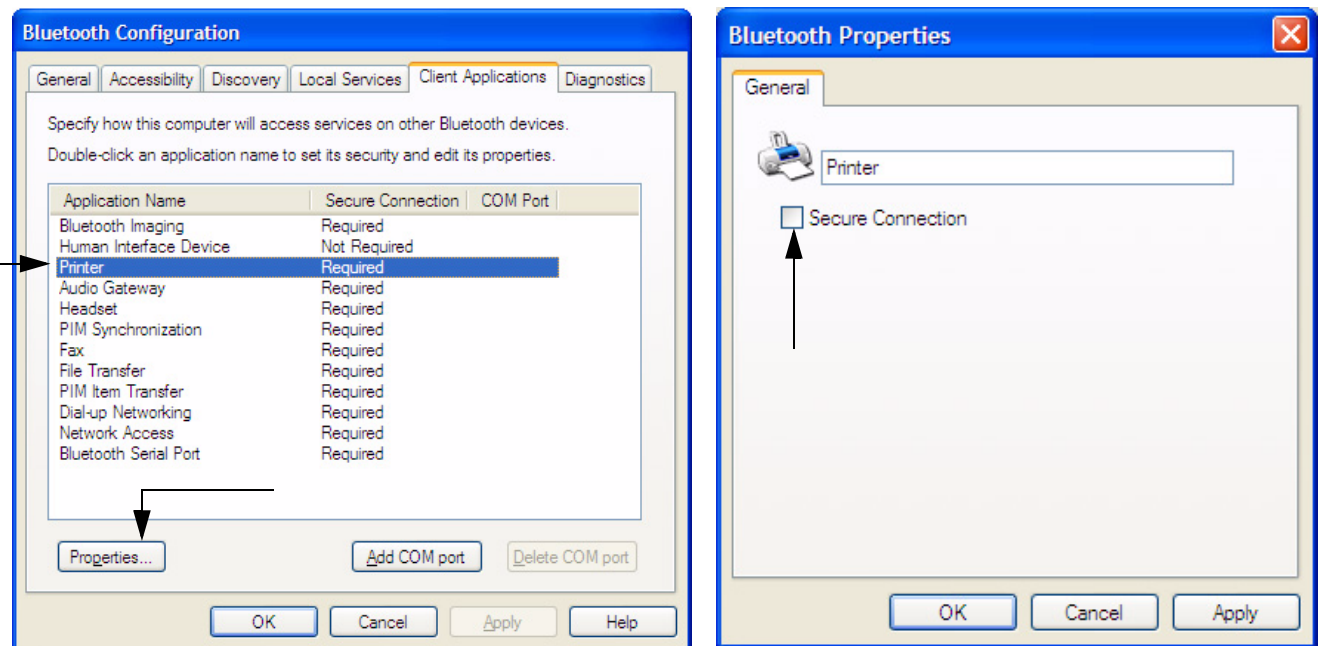 Bluetooth Configuration
General Accessibility Discovery Local Services Client Applications Diagnostics
Specify how this computer will access services on other Bluetooth devices.
Double-click an application name to set its security and edit its properties.
Application Name Secure Connection COM Port
Bluetooth Imaging Required
Human Interface Device Not Required
Printer Required
Audio Gateway Required
Headset Required
PIM Synchronization Required
Fax Required
File Transfer Required
PIM Item Transfer Required
Dial-up Networking Required
Network Access Required
Bluetooth Serial Port Required
Properties... Add COM port Delete COM port
OK Cancel Apply Help
Bluetooth Properties
General
Printer
Secure Connection
OK Cancel Apply